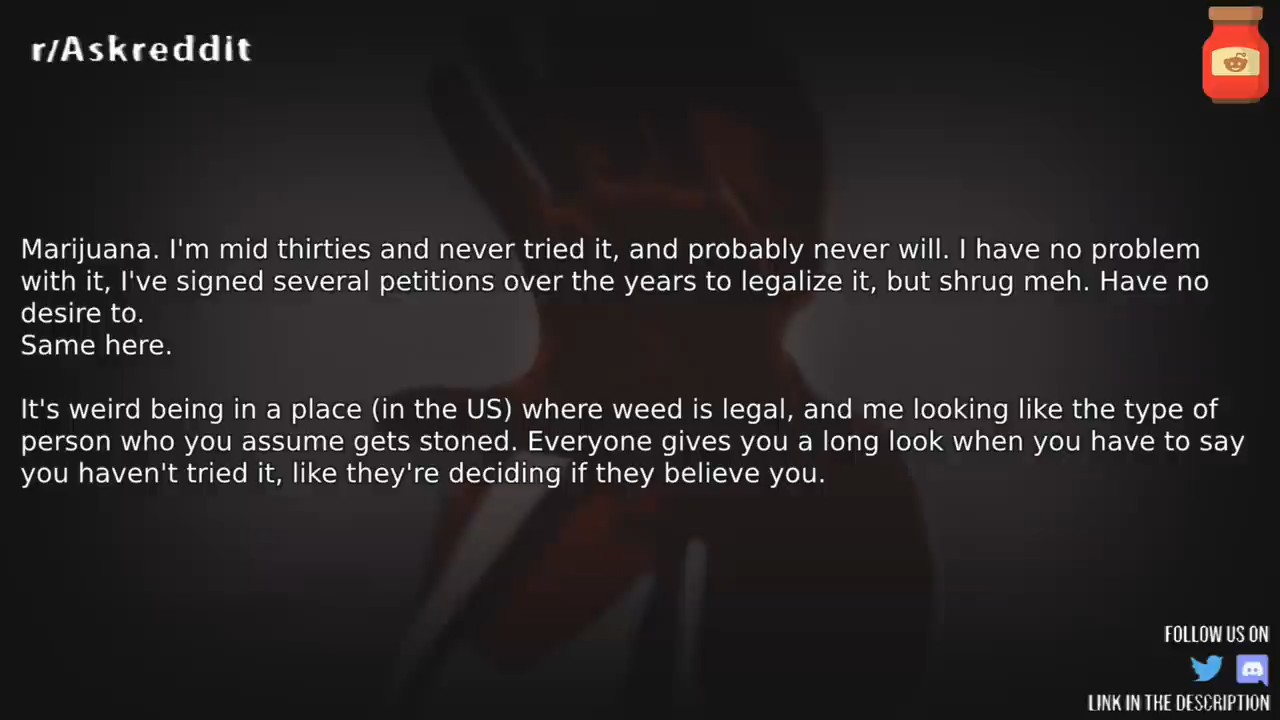 r/Askreddit
Marijuana. I'm mid thirties and never tried it, and probably never will. I have no problem
with it, I've signed several petitions over the years to legalize it, but shrug meh. Have no
desire to.
Same here.
It's weird being in a place (in the US) where weed is legal, and me looking like the type of
person who you assume gets stoned. Everyone gives you a long look when you have to say
you haven't tried it, like they're deciding if they believe you.
FOLLOW US ON
LINK IN THE DESCRIPTION